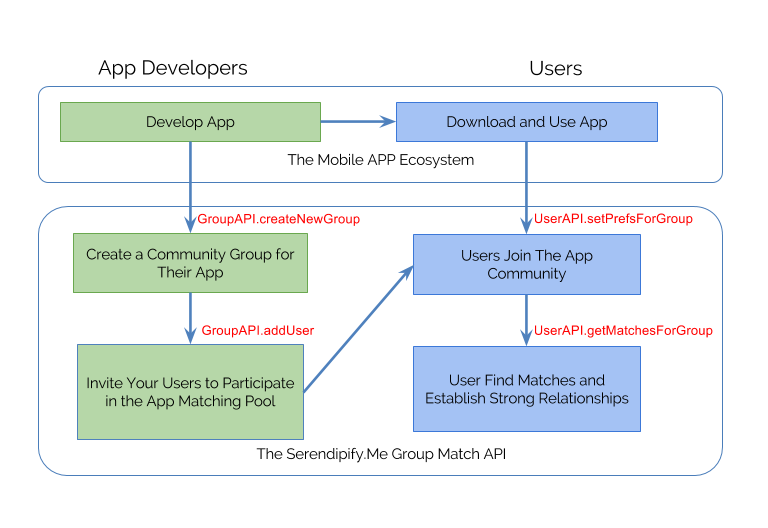 App Developers
Users
Develop App
Download and Use App
The Mobile APP Ecosystem
GroupAPI.createNewGroup
UserAPI.setPrefsForGroup
Create a Community Group for
Their App
Users Join The App
Community
GroupAPI.addUser
UserAPI.getMatchesForGroup
Invite Your Users to Participate
in the App Matching Pool
User Find Matches and
Establish Strong Relationships
The Serendipify.Me Group Match API